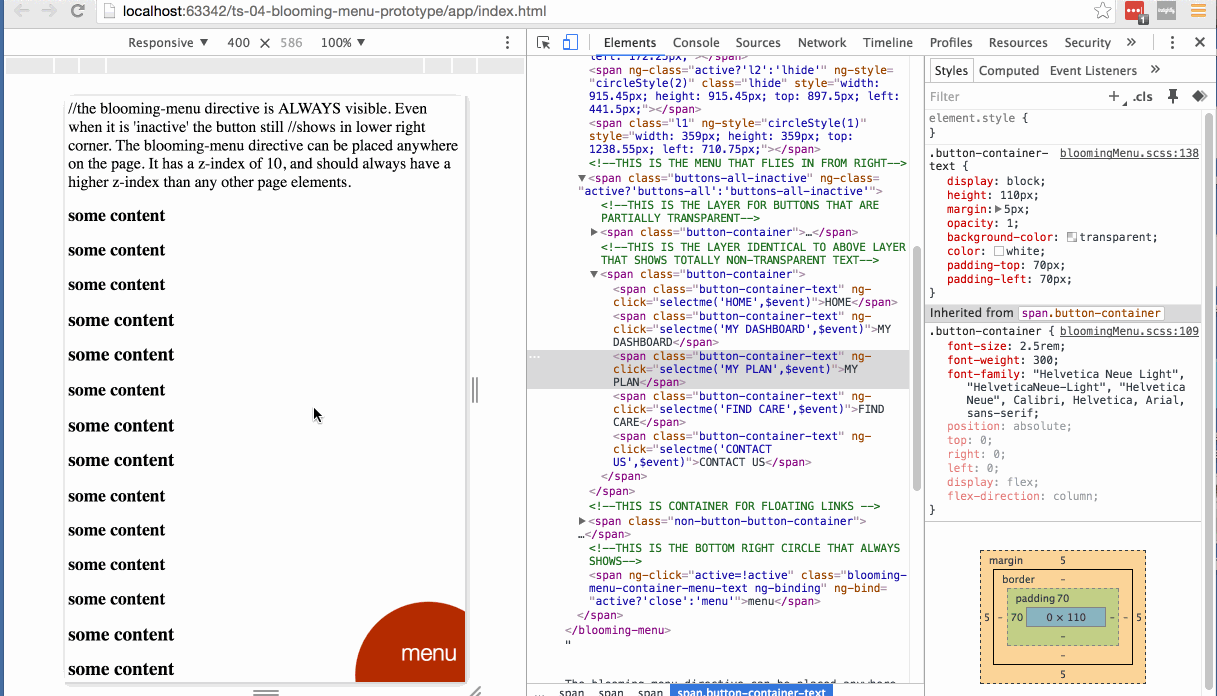 localhost:63342/ts-04-blooming-menu-prototype/app/index.html
1
Responsive ▼ 400 × 586 100% ▼
Elements Console Sources Network Timeline Profiles Resources Security »
//the blooming-menu directive is ALWAYS visible. Even
when it is 'inactive' the button still //shows in lower right
corner. The blooming-menu directive can be placed anywhere
on the page. It has a z-index of 10, and should always have a
higher z-index than any other page elements.
some content
some content
some content
some content
some content
some content
some content
some content
some content
some content
some content
some content
some content
some content
menu
left: 172.25px;"></span>
<span ng-class="active?'l2':'lhide'" ng-style=
"circleStyle(2)" class="lhide" style="width:
915.45px; height: 915.45px; top: 897.5px; left:
441.5px;"></span>
<span class="l1" ng-style="circleStyle(1)"
style="width: 359px; height: 359px; top:
1238.55px; left: 710.75px;"></span>
<!--THIS IS THE MENU THAT FLIES IN FROM RIGHT-->
▼<span class="buttons-all-inactive" ng-class=
"active?'buttons-all':'buttons-all-inactive'">
<!--THIS IS THE LAYER FOR BUTTONS THAT ARE
PARTIALLY TRANSPARENT-->
▶<span class="button-container">…</span>
<!--THIS IS THE LAYER IDENTICAL TO ABOVE LAYER
THAT SHOWS TOTALLY NON-TRANSPARENT TEXT-->
▼<span class="button-container">
<span class="button-container-text" ng-
click="selectme('HOME',$event)">HOME</span>
<span class="button-container-text" ng-
click="selectme('MY DASHBOARD',$event)">MY
DASHBOARD</span>
<span class="button-container-text" ng-
click="selectme('MY PLAN',$event)">MY
PLAN</span>
<span class="button-container-text" ng-
click="selectme('FIND CARE',$event)">FIND
CARE</span>
<span class="button-container-text" ng-
click="selectme('CONTACT
US',$event)">CONTACT US</span>
</span>
</span>
<!--THIS IS CONTAINER FOR FLOATING LINKS -->
▶<span class="non-button-button-container">
…</span>
<!--THIS IS THE BOTTOM RIGHT CIRCLE THAT ALWAYS
SHOWS-->
<span ng-click="active=!active" class="blooming-
menu-container-menu-text ng-binding" ng-bind=
"active?'close':'menu'">menu</span>
</span>
</blooming-menu>
"
The blooming-menu directive can be placed anywhere
... span span span span.button-container-text
Styles Computed Event Listeners »
Filter + .cls
element.style {
}
.button-container- bloomingMenu.scss:138
text {
display: block;
height: 110px;
margin:▶5px;
opacity: 1;
background-color: transparent;
color: white;
padding-top: 70px;
padding-left: 70px;
}
Inherited from span.button-container
.button-container { bloomingMenu.scss:109
font-size: 2.5rem;
font-weight: 300;
font-family: "Helvetica Neue Light",
"HelveticaNeue-Light", "Helvetica
Neue", Calibri, Helvetica, Arial,
sans-serif;
position: absolute;
top: 0;
right: 0;
left: 0;
display: flex;
flex-direction: column;
}
margin 5
border -
padding 70
5 - 70 0 × 110 - - 5
-
-
5